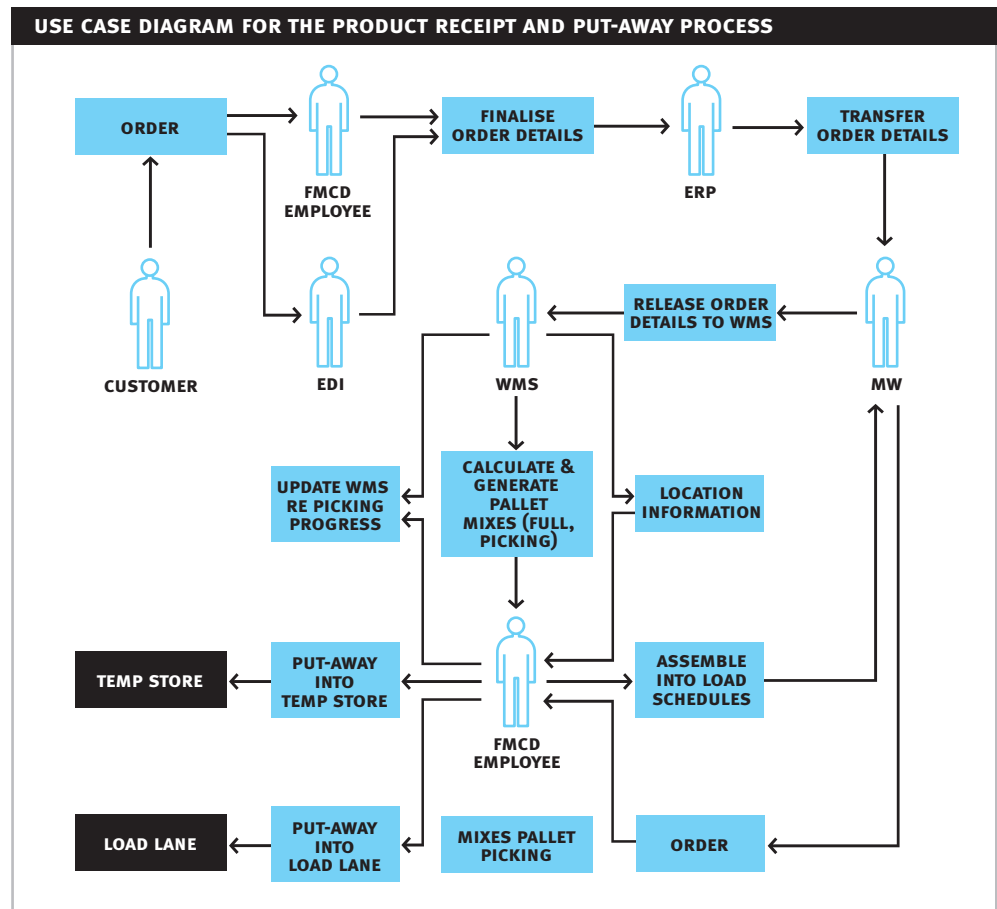 USE CASE DIAGRAM FOR THE PRODUCT RECEIPT AND PUT-AWAY PROCESS
ORDER
FMCD
EMPLOYEE
FINALISE
ORDER DETAILS
ERP
TRANSFER
ORDER DETAILS
CUSTOMER
EDI
WMS
RELEASE ORDER
DETAILS TO WMS
MW
UPDATE WMS
RE PICKING
PROGRESS
CALCULATE &
GENERATE
PALLET
MIXES (FULL,
PICKING)
LOCATION
INFORMATION
TEMP STORE
PUT-AWAY
INTO
TEMP STORE
FMCD
EMPLOYEE
ASSEMBLE
INTO LOAD
SCHEDULES
LOAD LANE
PUT-AWAY
INTO
LOAD LANE
MIXES PALLET
PICKING
ORDER